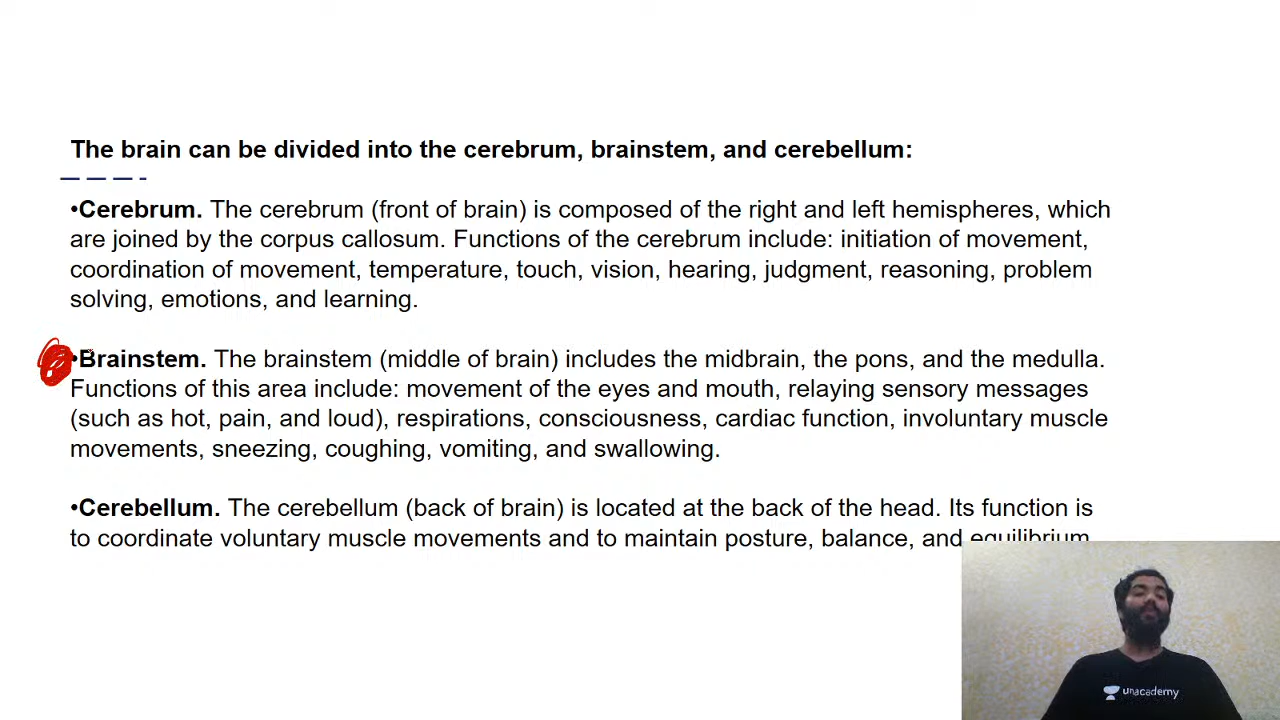 The brain can be divided into the cerebrum, brainstem, and cerebellum:
•Cerebrum. The cerebrum (front of brain) is composed of the right and left hemispheres, which
are joined by the corpus callosum. Functions of the cerebrum include: initiation of movement,
coordination of movement, temperature, touch, vision, hearing, judgment, reasoning, problem
solving, emotions, and learning.
•Brainstem. The brainstem (middle of brain) includes the midbrain, the pons, and the medulla.
Functions of this area include: movement of the eyes and mouth, relaying sensory messages
(such as hot, pain, and loud), respirations, consciousness, cardiac function, involuntary muscle
movements, sneezing, coughing, vomiting, and swallowing.
•Cerebellum. The cerebellum (back of brain) is located at the back of the head. Its function is
to coordinate voluntary muscle movements and to maintain posture, balance, and equilibrium
unacademy